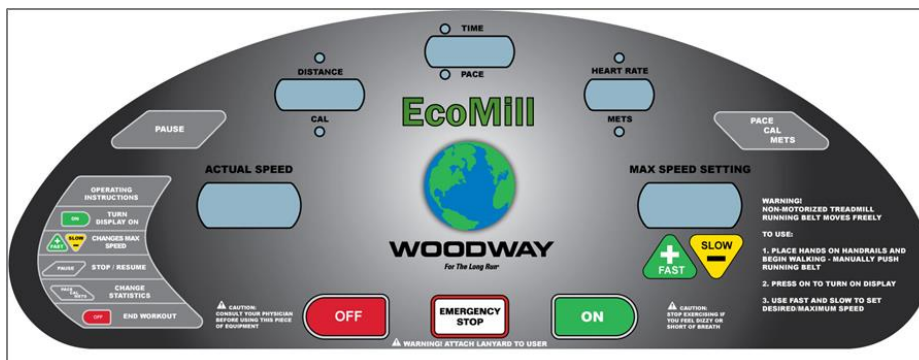 TIME
DISTANCE
PACE
HEART RATE
CAL
METS
EcoMill
PAUSE
PACE
CAL
METS
ACTUAL SPEED
MAX SPEED SETTING
OPERATING
INSTRUCTIONS
ON
TURN
DISPLAY ON
FAST
SLOW
CHANGES MAX
SPEED
PAUSE
STOP / RESUME
PACE
CAL
METS
CHANGE
STATISTICS
OFF
END WORKOUT
WOODWAY
For The Long Run®
FAST
SLOW
WARNING!
NON-MOTORIZED TREADMILL
RUNNING BELT MOVES FREELY
TO USE:
1. PLACE HANDS ON HANDRAILS AND
BEGIN WALKING - MANUALLY PUSH
RUNNING BELT
2. PRESS ON TO TURN ON DISPLAY
3. USE FAST AND SLOW TO SET
DESIRED/MAXIMUM SPEED
CAUTION:
CONSULT YOUR PHYSICIAN
BEFORE USING THIS PIECE
OF EQUIPMENT
OFF
EMERGENCY
STOP
ON
CAUTION:
STOP EXERCISING IF
YOU FEEL DIZZY OR
SHORT OF BREATH
WARNING! ATTACH LANYARD TO USER